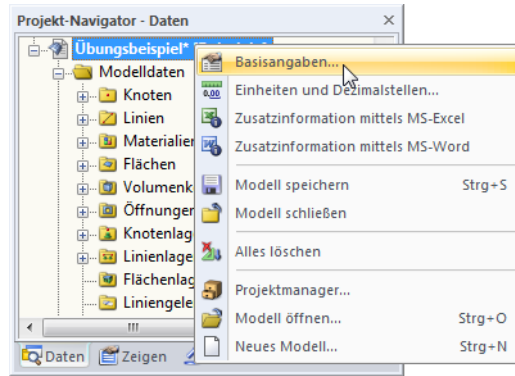 Projekt-Navigator - Daten
Übungsbeispiel*
Modelldaten
Knoten
Linien
Materialien
Flächen
Volumenk
Öffnunger
Knotenlag
Linienlage
Flächenlag
Liniengele
Daten
Zeigen
Basisangaben...
0,00 Einheiten und Dezimalstellen...
Zusatzinformation mittels MS-Excel
Zusatzinformation mittels MS-Word
Modell speichern Strg+S
Modell schließen
Alles löschen
Projektmanager...
Modell öffnen... Strg+O
Neues Modell... Strg+N